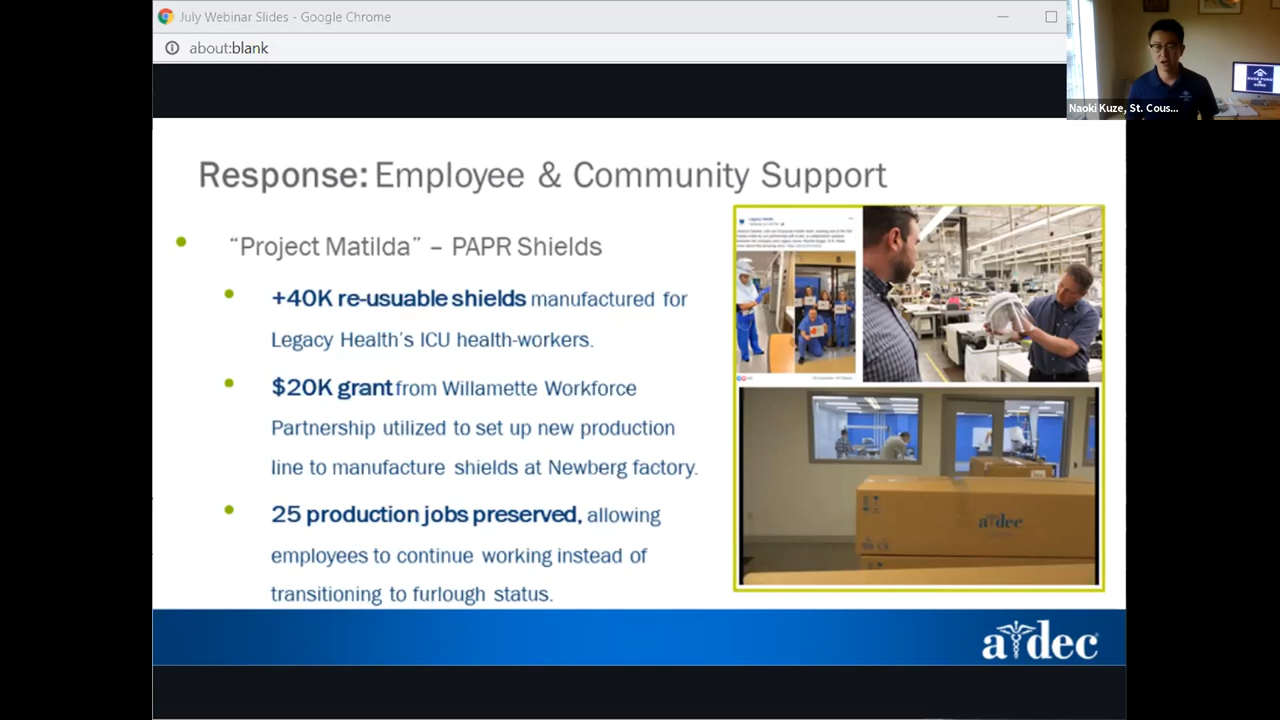 July Webinar Slides - Google Chrome
about:blank
Naoki Kuze, St. Cous...
Response: Employee & Community Support
“Project Matilda” – PAPR Shields
+40K re-usuable shields manufactured for
Legacy Health's ICU health-workers.
$20K grant from Willamette Workforce
Partnership utilized to set up new production
line to manufacture shields at Newberg factory.
25 production jobs preserved, allowing
employees to continue working instead of
transitioning to furlough status.
Legacy Health
a dec
a dec